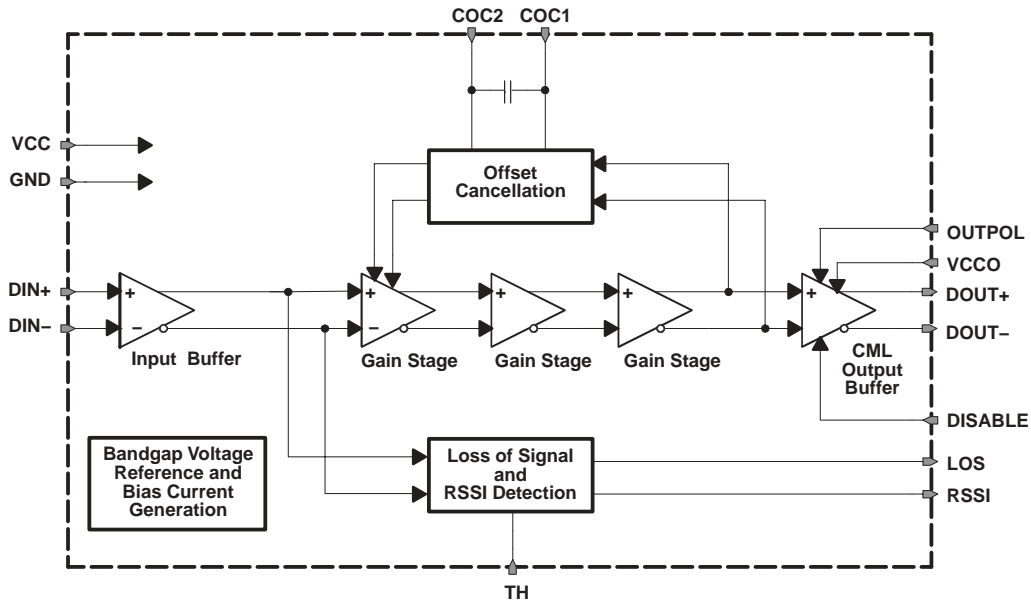 COC2 COC1
VCC
GND
Offset
Cancellation
OUTPOL
VCCO
DIN+
DIN−
+
−
+
−
+
+
+
DOUT+
DOUT−
Input Buffer
Gain Stage
Gain Stage
Gain Stage
CML
Output
Buffer
DISABLE
Bandgap Voltage
Reference and
Bias Current
Generation
Loss of Signal
and
RSSI Detection
LOS
RSSI
TH